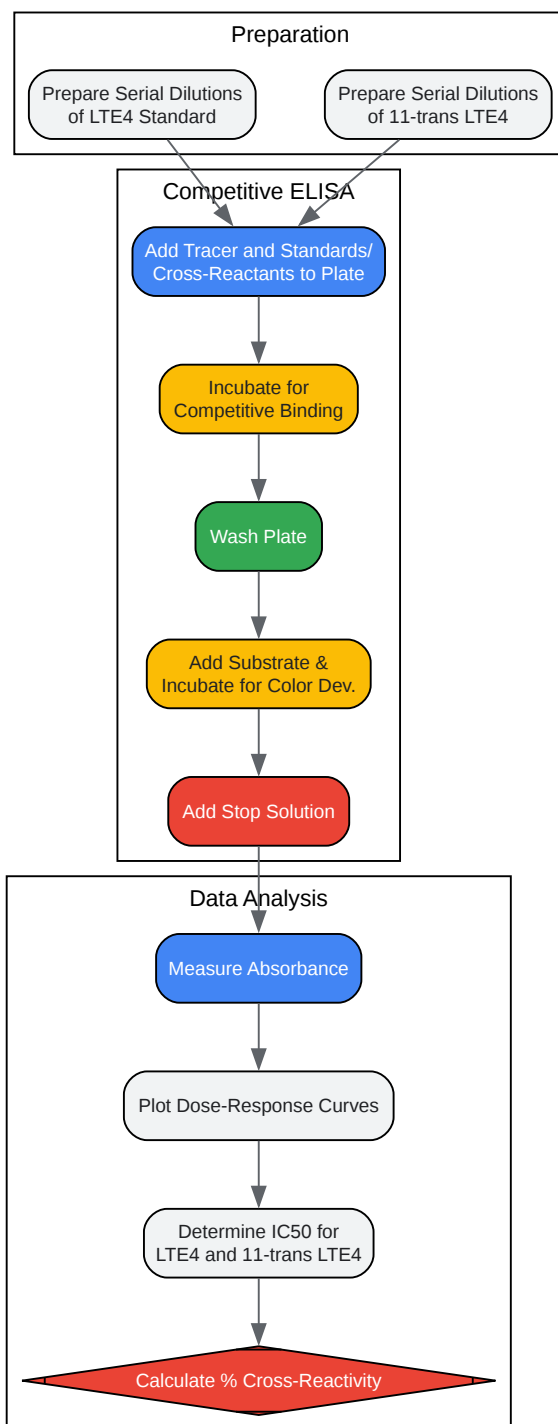 Preparation
Prepare Serial Dilutions
of LTE4 Standard
Prepare Serial Dilutions
of 11-trans LTE4
Competitive ELISA
Add Tracer and Standards/
Cross-Reactants to Plate
Incubate for
Competitive Binding
Wash Plate
Add Substrate &
Incubate for Color Dev.
Add Stop Solution
Data Analysis
Measure Absorbance
Plot Dose-Response Curves
Determine IC50 for
LTE4 and 11-trans LTE4
Calculate % Cross-Reactivity